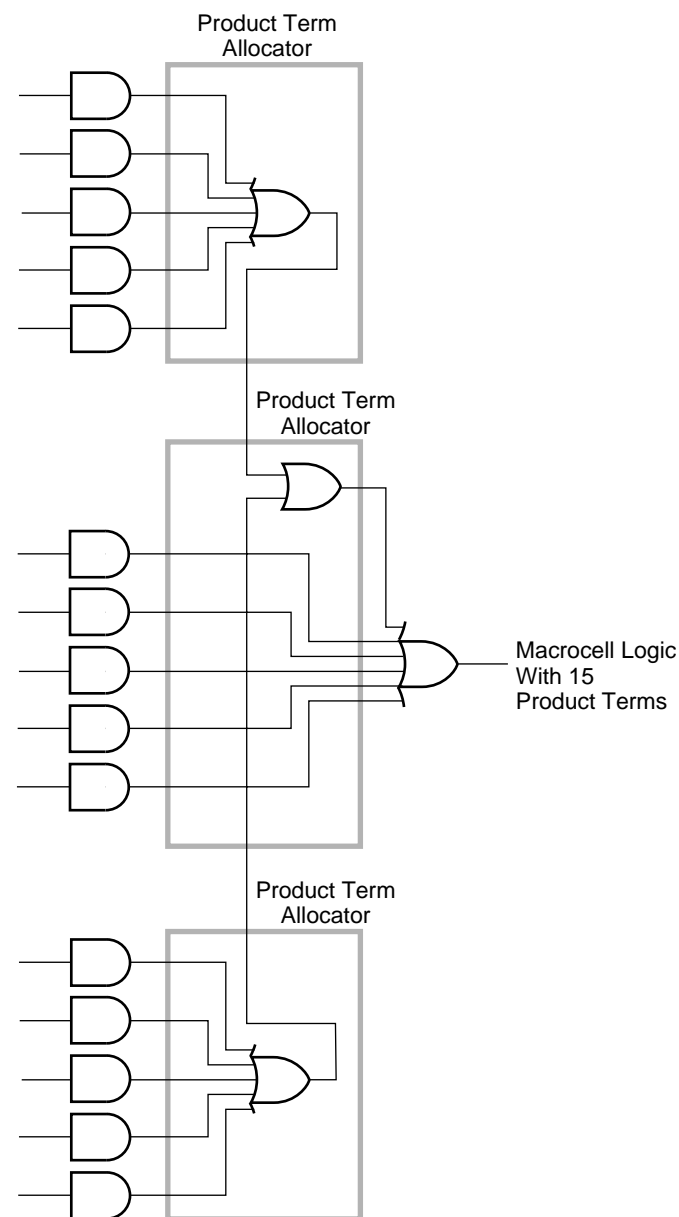 Product Term
Allocator
Product Term
Allocator
Macrocell Logic
With 15
Product Terms
Product Term
Allocator